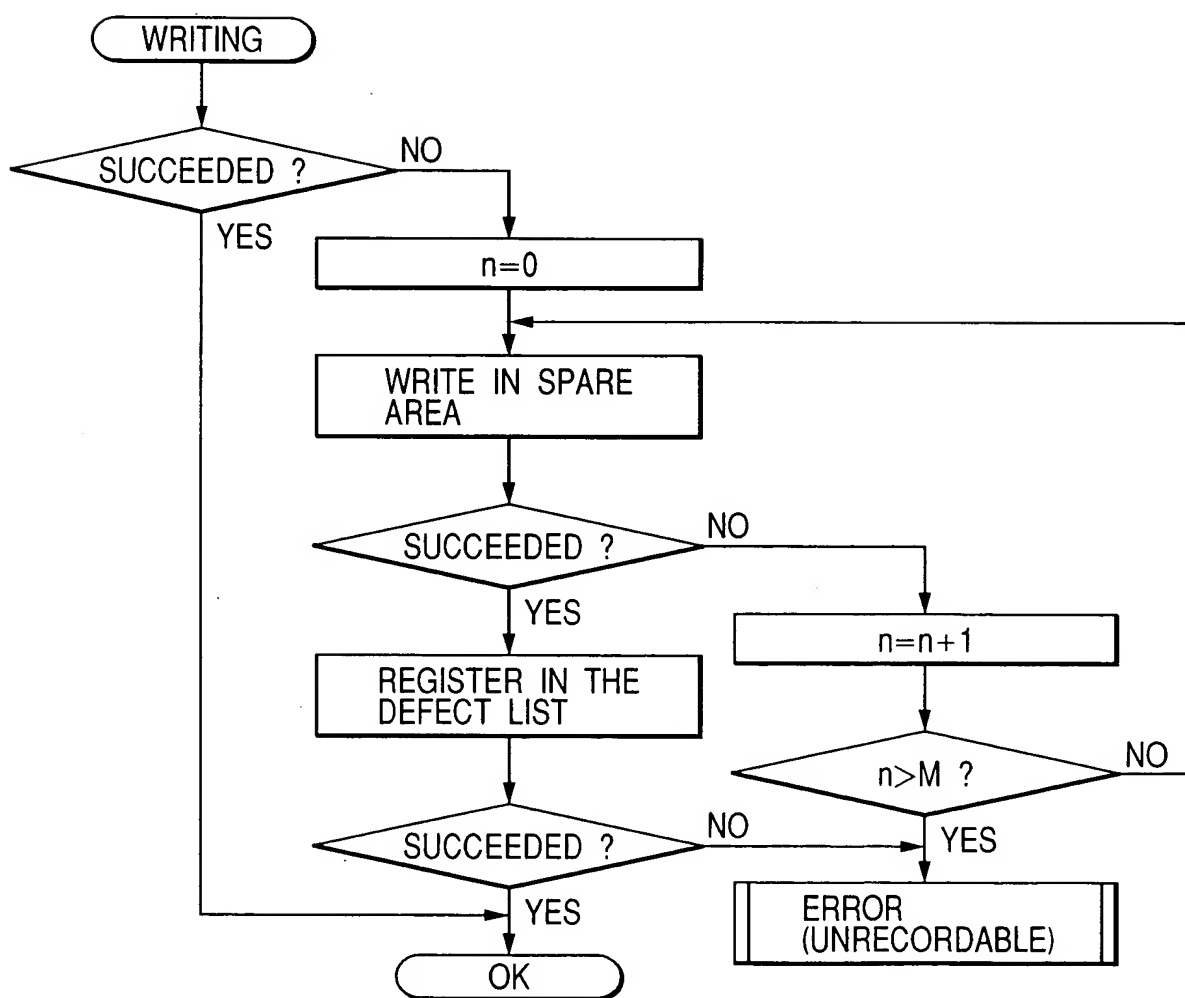 WRITING
SUCCEEDED ?
NO
YES
n=0
WRITE IN SPARE
AREA
SUCCEEDED ?
NO
YES
n=n+1
REGISTER IN THE
DEFECT LIST
n>M ?
NO
YES
SUCCEEDED ?
NO
YES
ERROR
(UNRECORDABLE)
OK